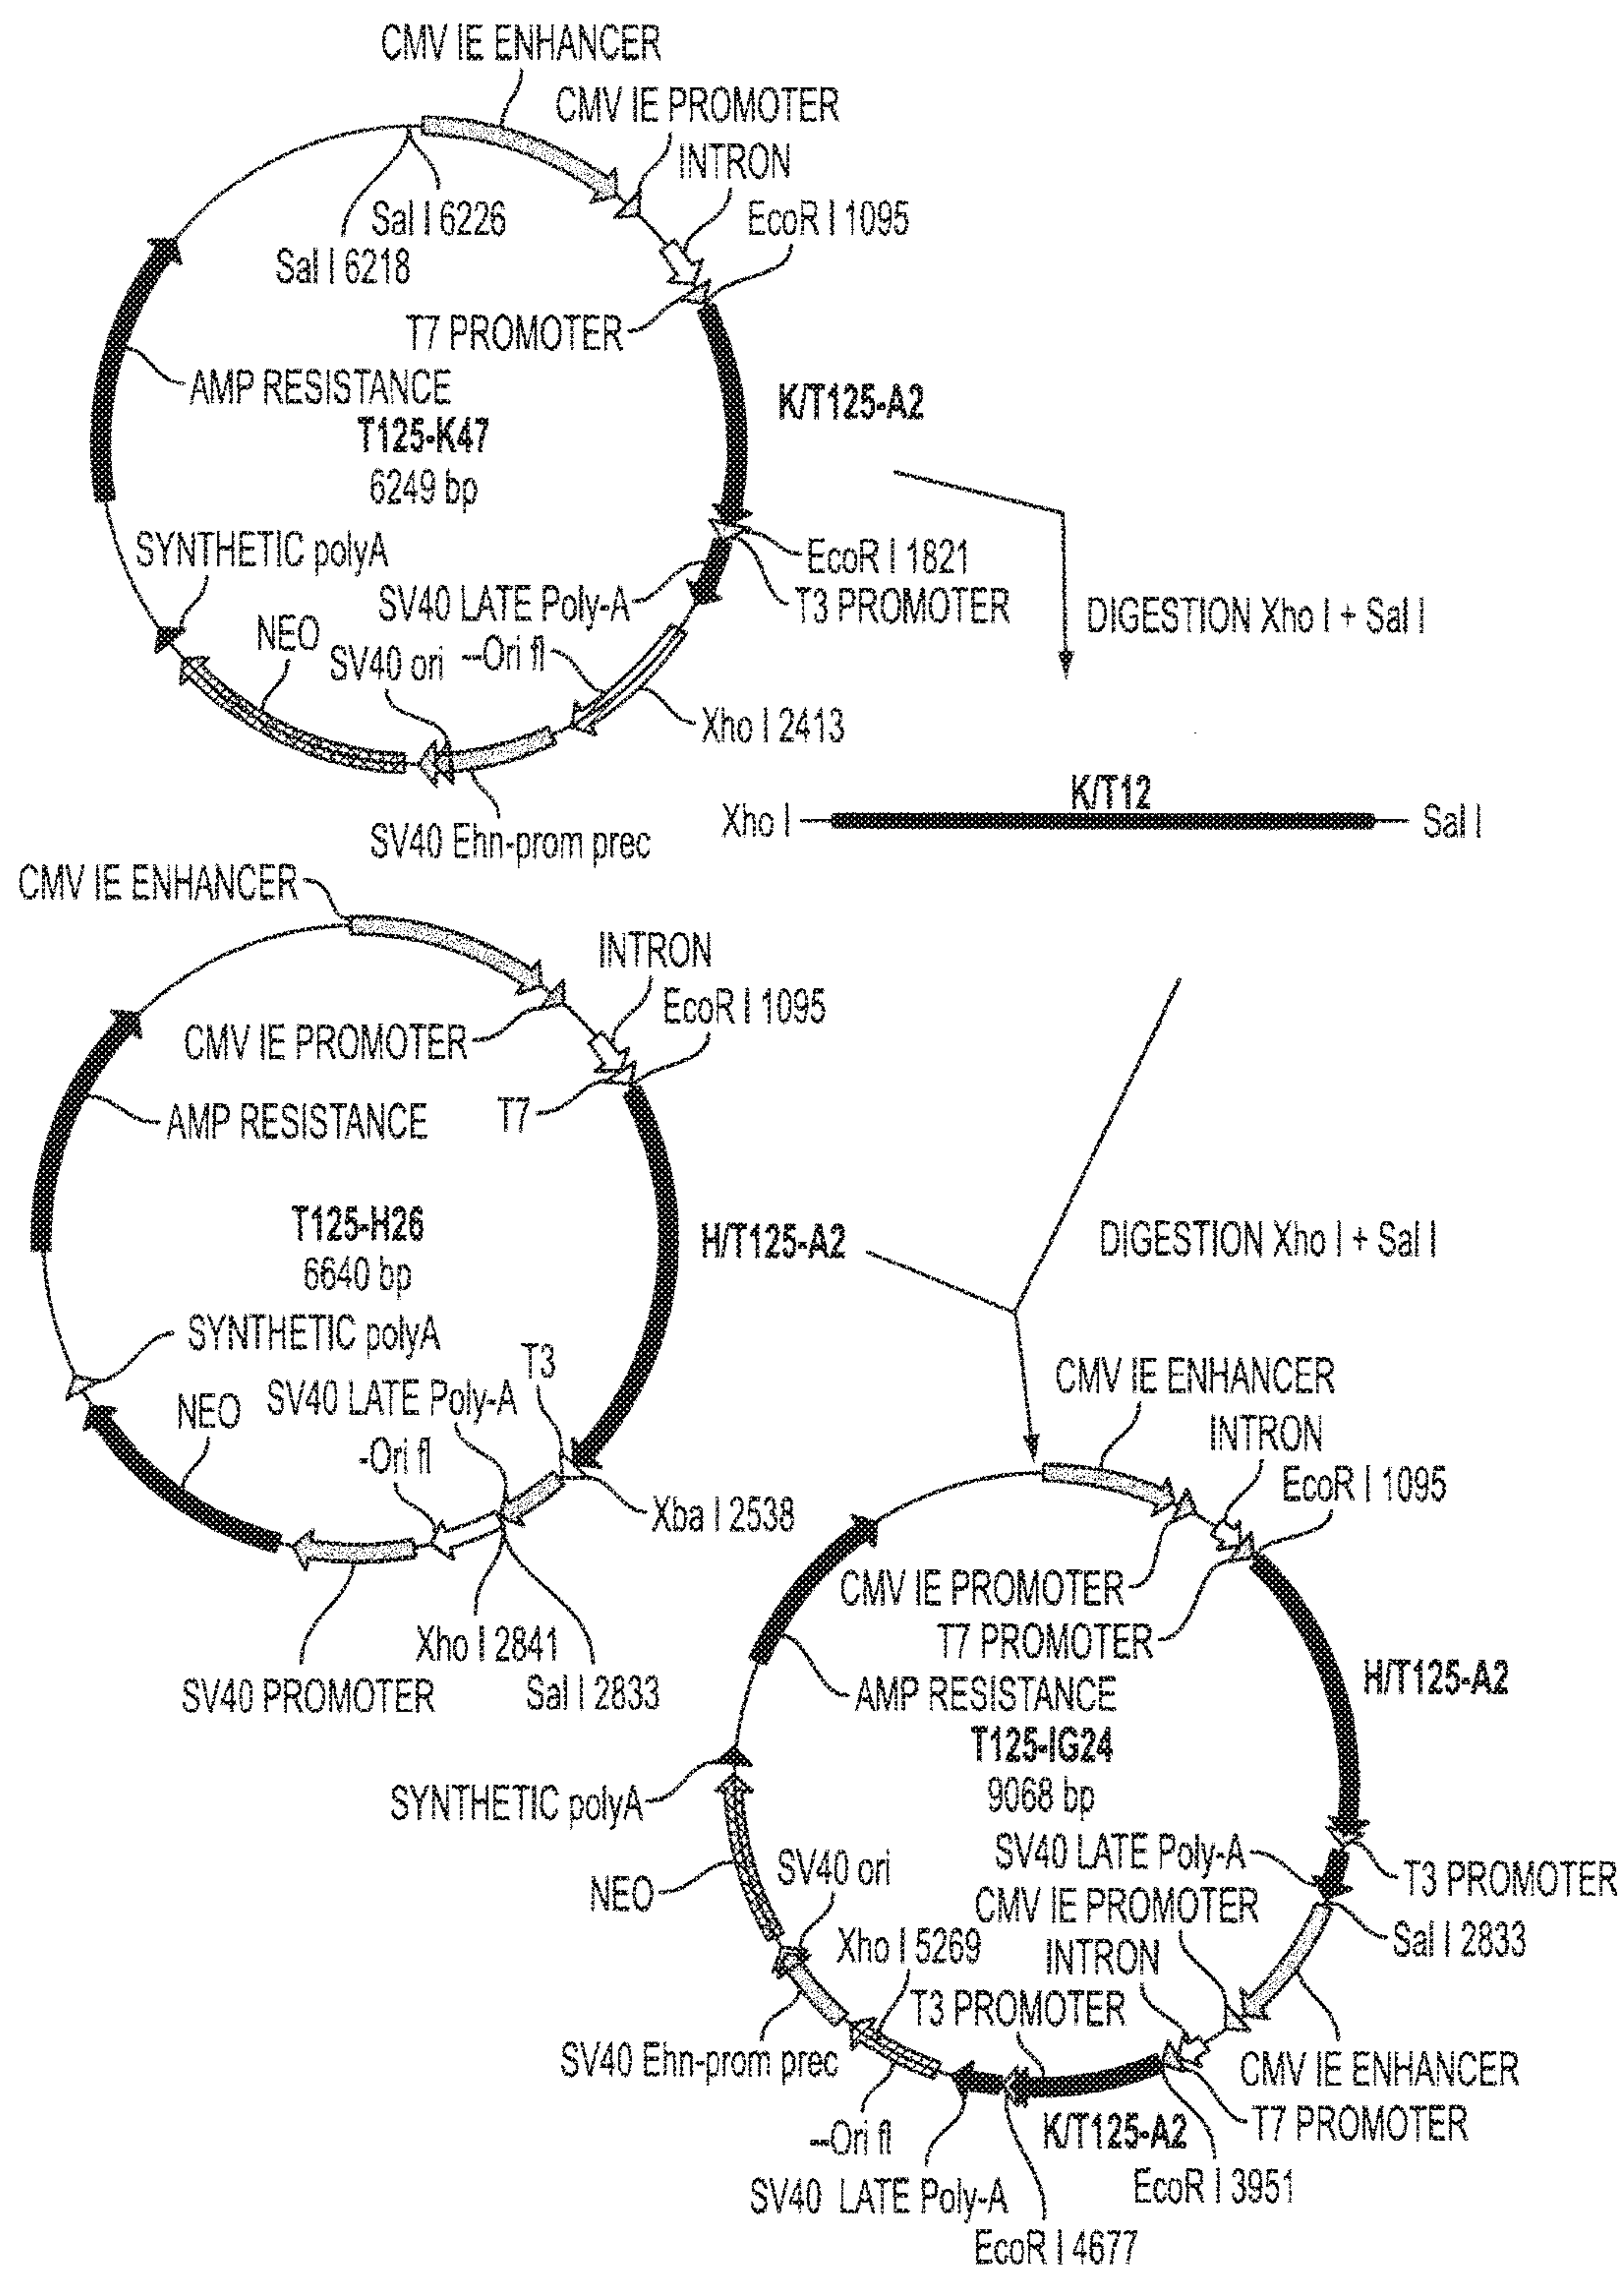 CMV IE ENHANCER
CMV IE PROMOTER
INTRON
EcoR I 1095
Sal I 6226
Sal I 6218
T7 PROMOTER
AMP RESISTANCE
K/T125-A2
T125-K47
6249 bp
SYNTHETIC polyA
EcoR I 1821
SV40 LATE Poly-A
T3 PROMOTER
DIGESTION Xho I + Sal I
NEO
SV40 ori
--Ori fl
Xho I 2413
SV40 Ehn-prom prec
K/T12
Xho I
Sal I
CMV IE ENHANCER
INTRON
EcoR I 1095
CMV IE PROMOTER
T7
AMP RESISTANCE
T125-H26
6640 bp
H/T125-A2
DIGESTION Xho I + Sal I
SYNTHETIC polyA
T3
SV40 LATE Poly-A
NEO
-Ori fl
Xba I 2538
Xho I 2841
Sal I 2833
SV40 PROMOTER
CMV IE ENHANCER
INTRON
EcoR I 1095
CMV IE PROMOTER
T7 PROMOTER
AMP RESISTANCE
H/T125-A2
T125-IG24
9068 bp
SYNTHETIC polyA
SV40 LATE Poly-A
T3 PROMOTER
NEO
SV40 ori
CMV IE PROMOTER
Sal I 2833
Xho I 5269
INTRON
T3 PROMOTER
SV40 Ehn-prom prec
CMV IE ENHANCER
T7 PROMOTER
--Ori fl
K/T125-A2
SV40 LATE Poly-A
EcoR I 3951
EcoR I 4677